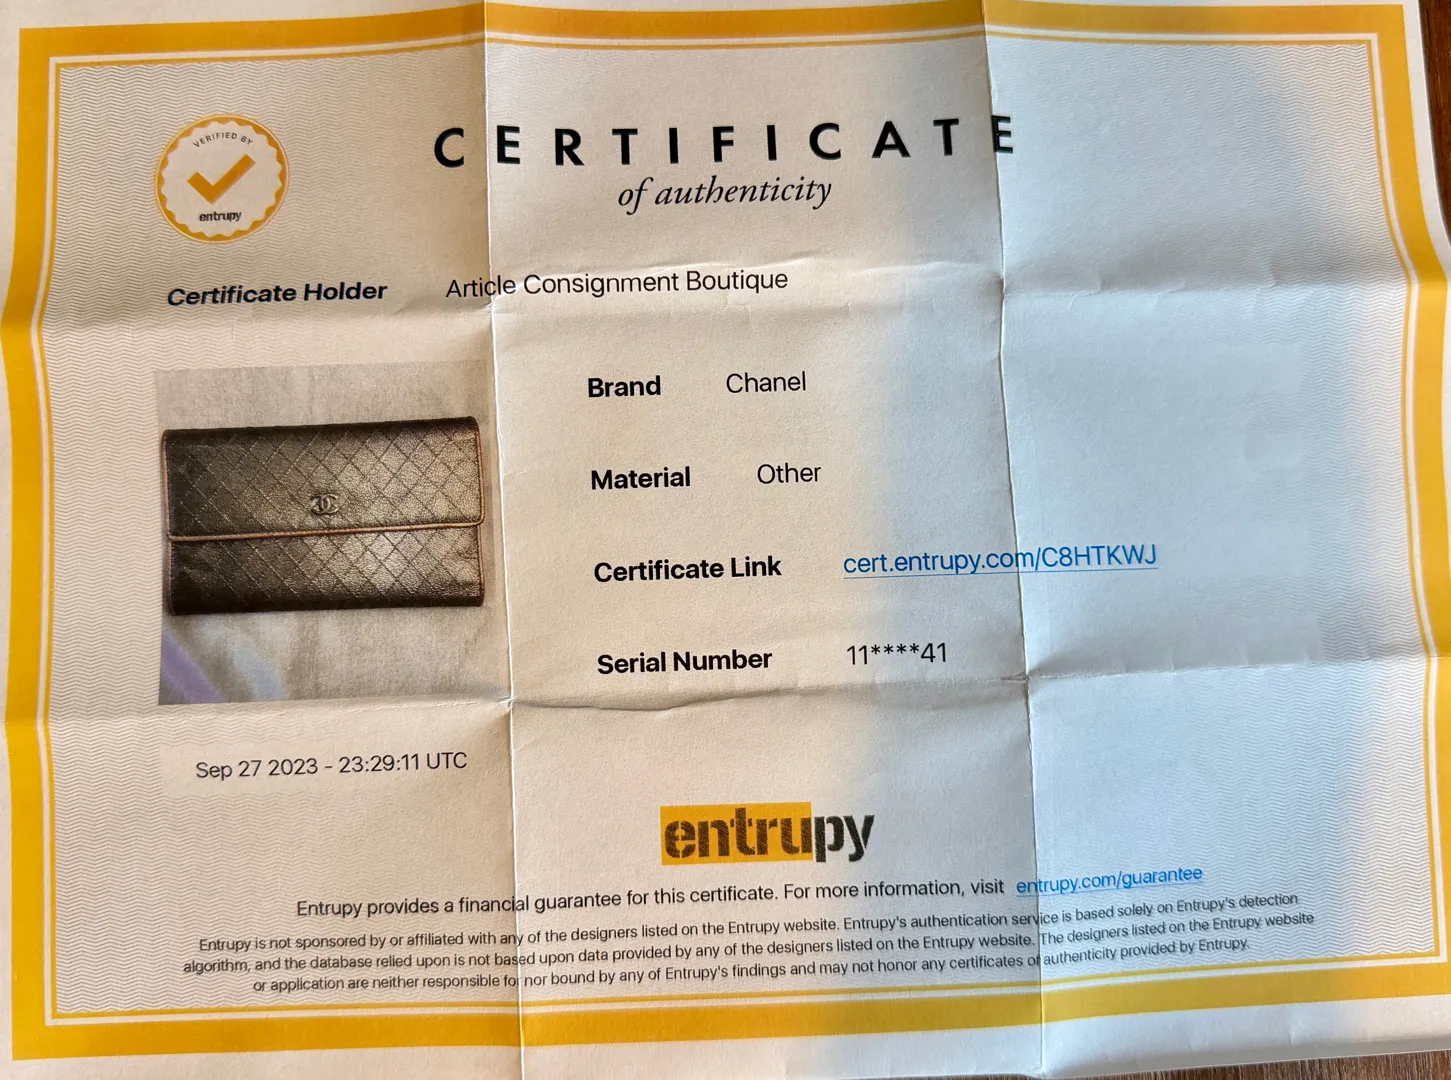 VERIFIED BY
entrupy
CERTIFICATE
of authenticity
Certificate Holder Article Consignment Boutique
Brand Chanel
Material Other
Certificate Link cert.entrupy.com/C8HTKWJ
Serial Number 11****41
Sep 27 2023 - 23:29:11 UTC
entrupy
Entrupy provides a financial guarantee for this certificate. For more information, visit entrupy.com/guarantee
Entrupy is not sponsored by or affiliated with any of the designers listed on the Entrupy website. Entrupy's authentication service is based solely on Entrupy's detection
algorithm, and the database relied upon is not based upon data provided by any of the designers listed on the Entrupy website. The designers listed on the Entrupy website
or application are neither responsible for nor bound by any of Entrupy's findings and may not honor any certificates of authenticity provided by Entrupy.